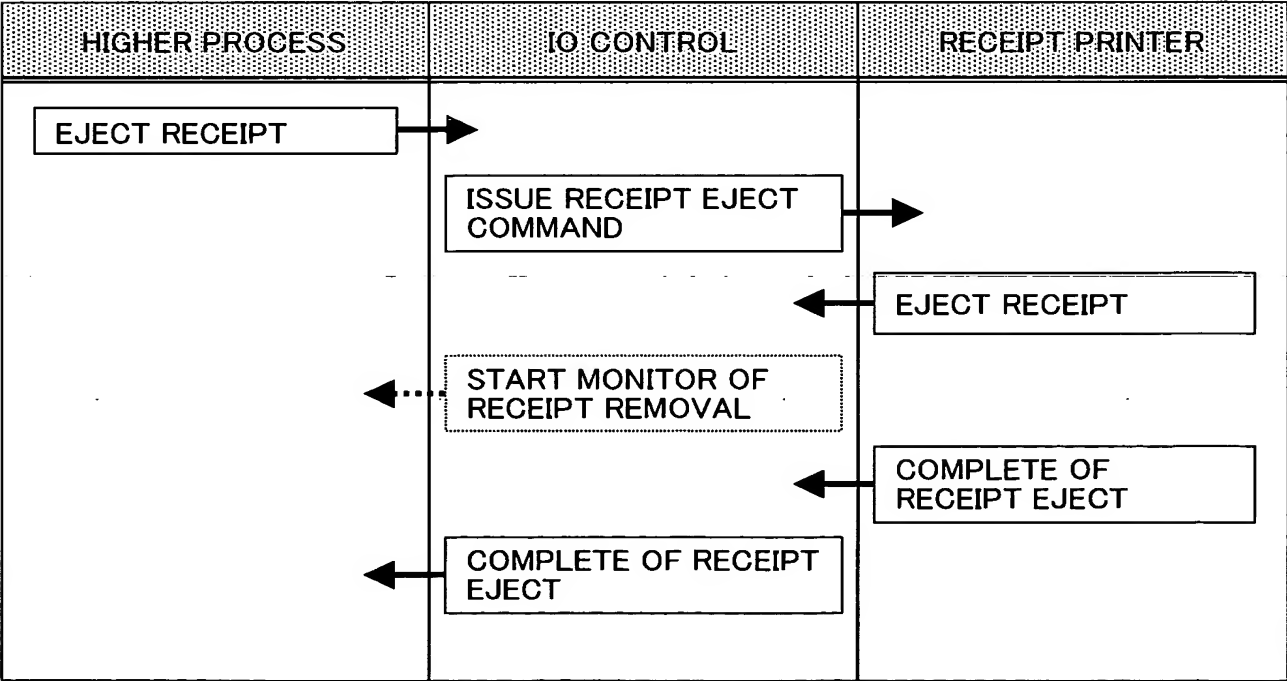 HIGHER PROCESS
IO CONTROL
RECEIPT PRINTER
EJECT RECEIPT
ISSUE RECEIPT EJECT
COMMAND
EJECT RECEIPT
START MONITOR OF
RECEIPT REMOVAL
COMPLETE OF
RECEIPT EJECT
COMPLETE OF RECEIPT
EJECT